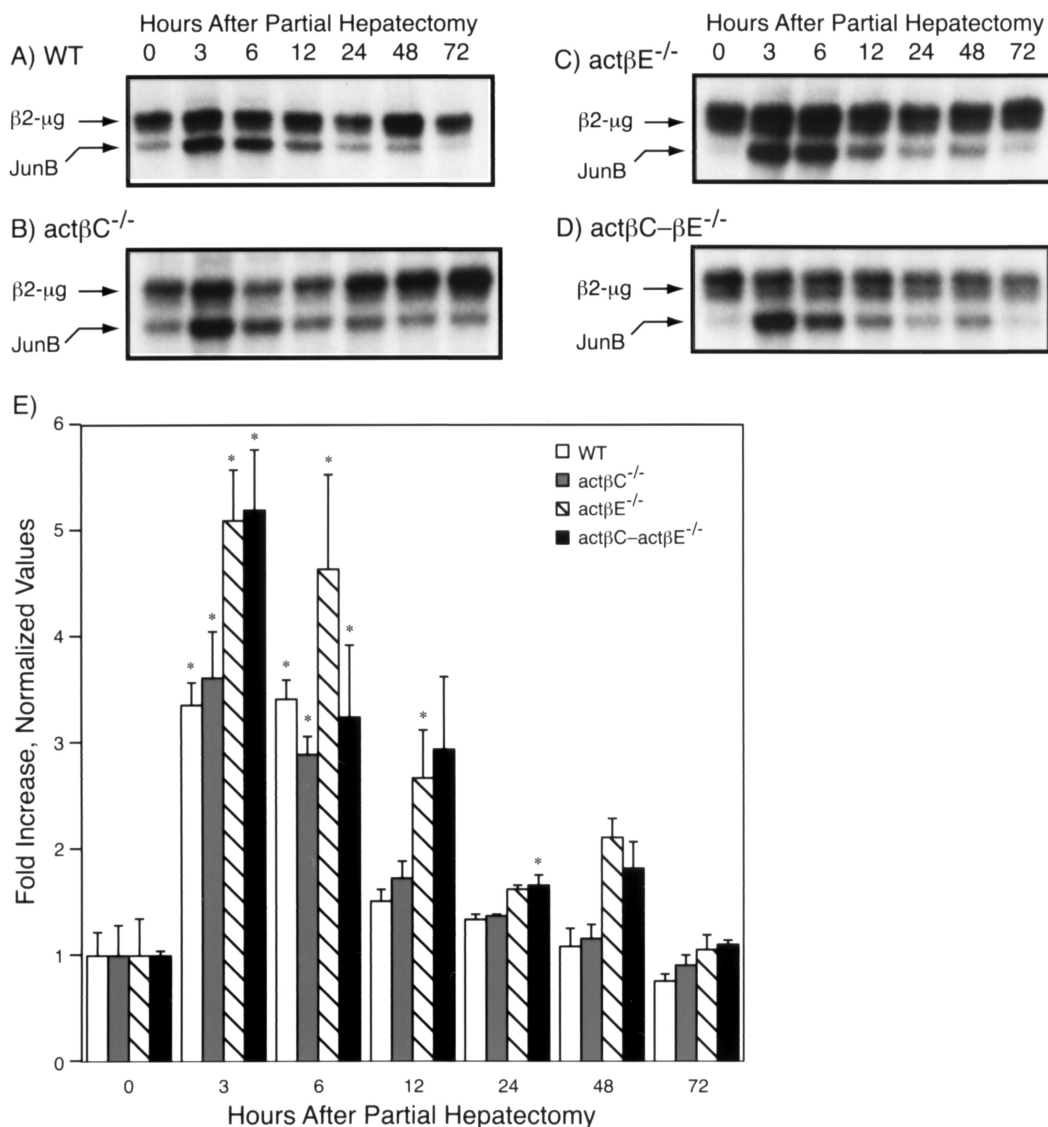 Hours After Partial Hepatectomy
0 3 6 12 24 48 72
A) WT
β2-μg
JunB
B) actβC-/-
β2-μg
JunB
Hours After Partial Hepatectomy
0 3 6 12 24 48 72
C) actβE-/-
β2-μg
JunB
D) actβC–βE-/-
β2-μg
JunB
E)
Fold Increase, Normalized Values
6
5
4
3
2
1
0
* * * *
* * * *
*
*
WT
actβC-/-
actβE-/-
actβC–actβE-/-
0 3 6 12 24 48 72
Hours After Partial Hepatectomy